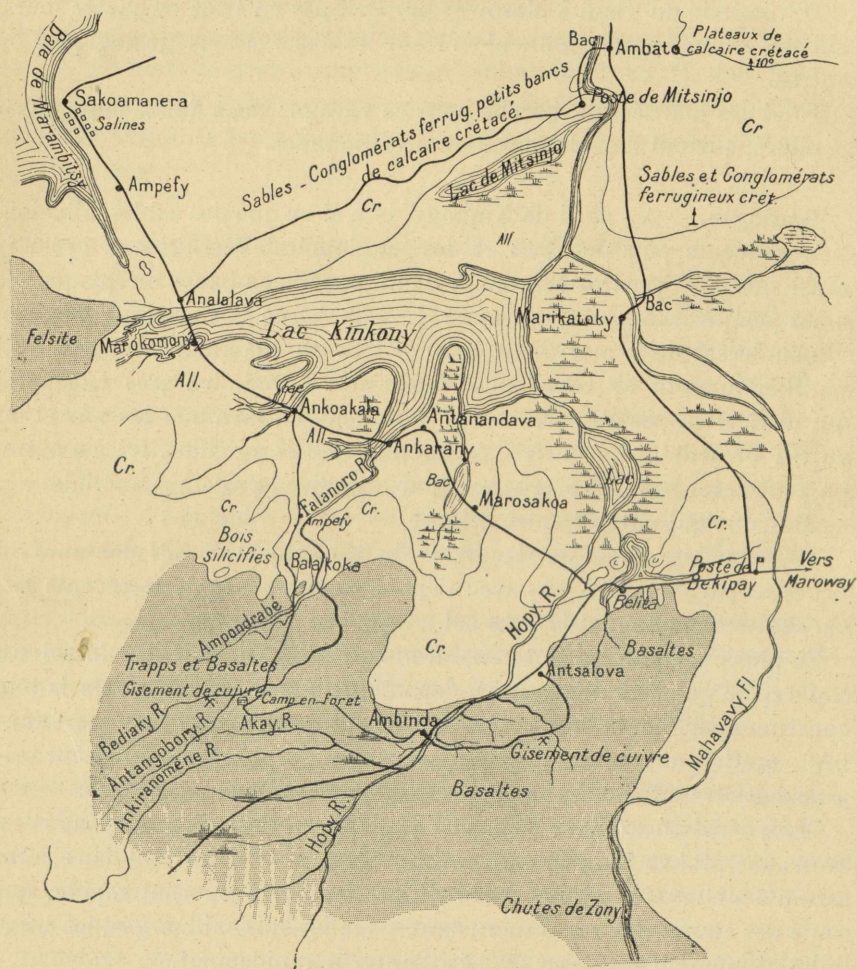 Baie de Marambitsy
Sakoamanera
Salines
Ampéfy
Bac
Ambato
Plateaux de
calcaire crétacé
10°
Poste de Mitsinjo
Sables - Conglomérats ferrug. petits bancs
de calcaire crétacé.
Cr
Cr
Lac de Mitsinjo
Sables et Conglomérats
ferrugineux crét.
All.
Analalava
Bac
Felsite
Marokomony
Lac Kinkony
Marikatoky
All.
Bac
Ankoakala
All.
Antanandava
Ankarany
Cr.
Falanoro R.
Bac
Lac
Cr.
Cr.
Marosakoa
Ampefy
Cr.
Bois
silicifiés
Balakoka
Poste de
Bekipay
Vers
Maroway
Belita
Ampondrabé
Hopy R.
Cr.
Basaltes
Trapps et Basaltes
Antsalova
Gisement de cuivre
Camp en foret
Bediaky R.
Akay R.
Ambinda
Antangobory R.
Gisement de cuivre
Mahavavy. Fl
Ankiranomène R.
Basaltes
Hopy R.
Chutes de Zony